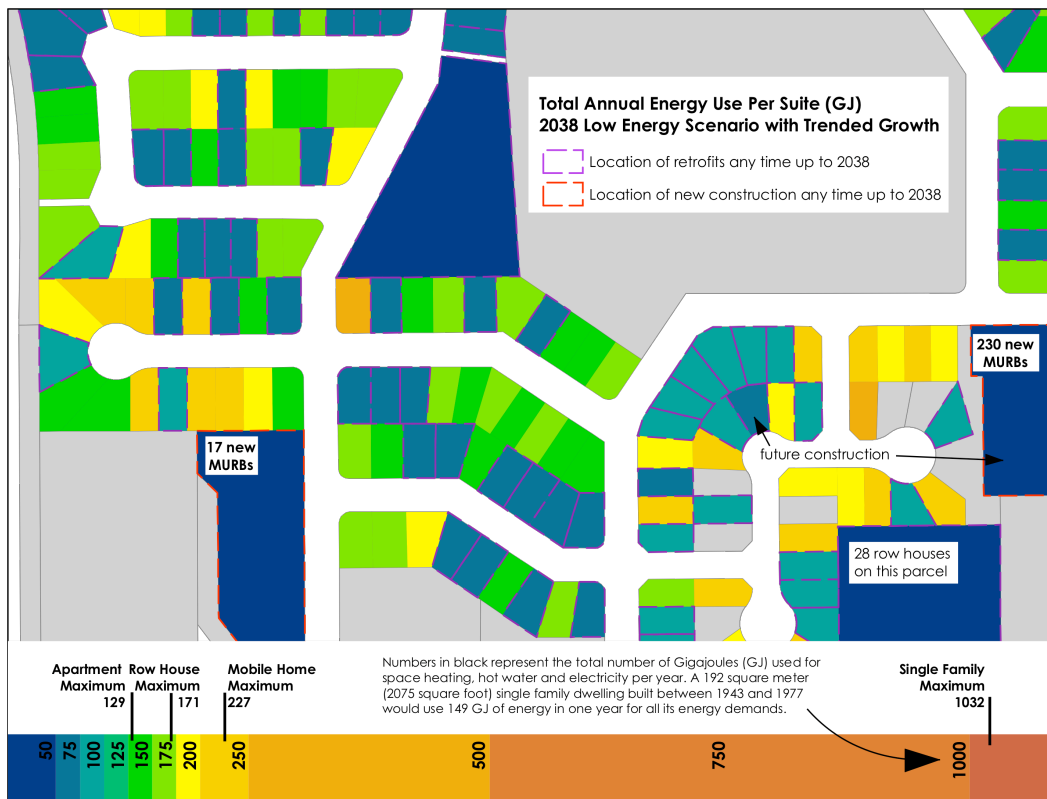 Total Annual Energy Use Per Suite (GJ)
2038 Low Energy Scenario with Trended Growth
Location of retrofits any time up to 2038
Location of new construction any time up to 2038
230 new
MURBs
17 new
MURBs
future construction
28 row houses
on this parcel
Apartment
Maximum
129
Row House
Maximum
171
Mobile Home
Maximum
227
Numbers in black represent the total number of Gigajoules (GJ) used for
space heating, hot water and electricity per year. A 192 square meter
(2075 square foot) single family dwelling built between 1943 and 1977
would use 149 GJ of energy in one year for all its energy demands.
Single Family
Maximum
1032
50
75
100
125
150
175
200
250
500
750
1000